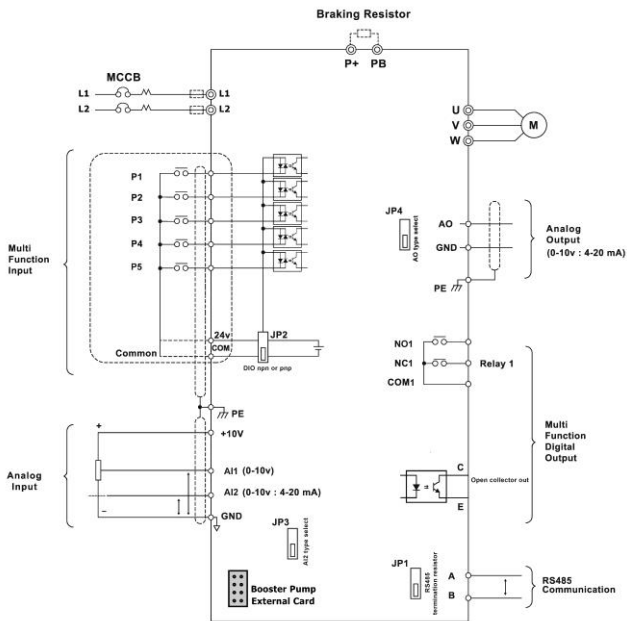 Braking Resistor
P+ PB
MCCB
L1 L1
L2 L2
U
V
W
M
P1
P2
P3
P4
P5
Multi
Function
Input
24v
COM
Common
JP2
DIO npn or pnp
JP4
AO type select
AO
GND
PE
Analog
Output
(0-10v : 4-20 mA)
NO1
NC1
COM1
Relay 1
Multi
Function
Digital
Output
C
Open collector out
E
PE
+
+10V
AI1 (0-10v)
AI2 (0-10v : 4-20 mA)
−
GND
Analog
Input
JP3
AI2 type select
Booster Pump
External Card
JP1
RS485
termination resistor
A
B
RS485
Communication